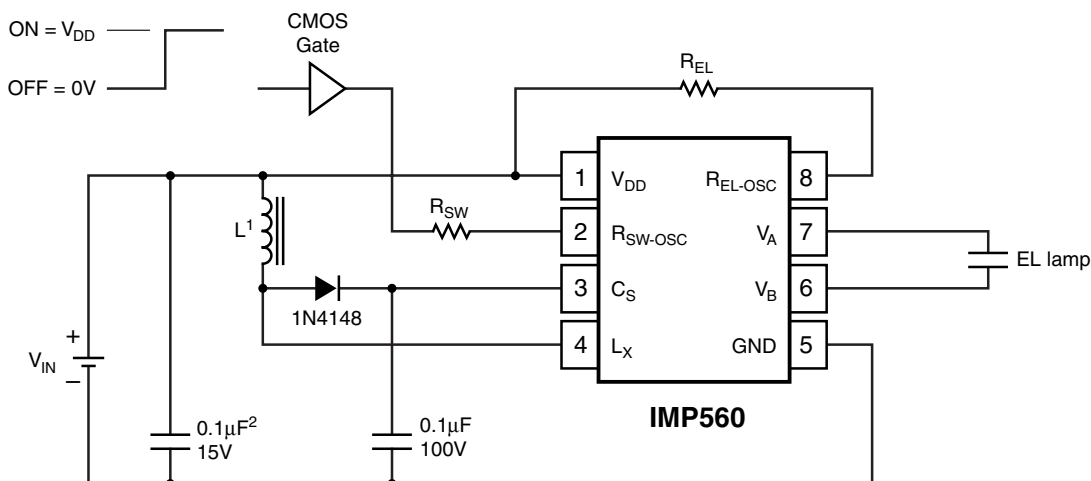 ON = VDD
CMOS
Gate
OFF = 0V
REL
1 VDD REL-OSC 8
L1
RSW
2 RSW-OSC VA 7
EL lamp
1N4148
3 CS VB 6
4 LX GND 5
+
VIN
–
IMP560
0.1µF2
15V
0.1µF
100V